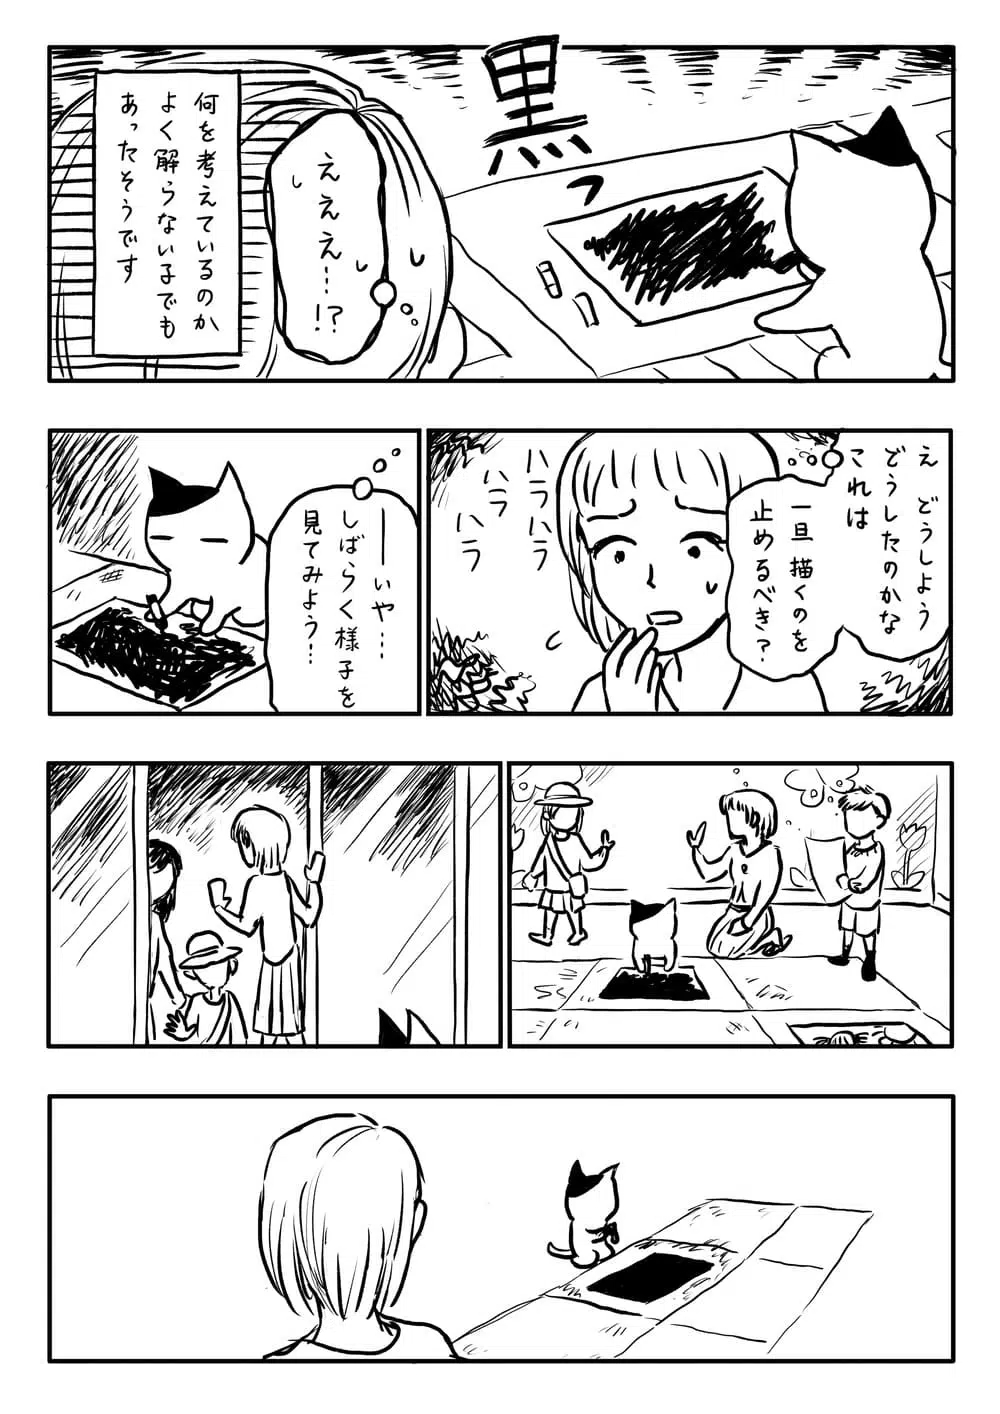 黒
ッ
えええ…!?
何を考えているのか
よく解らない子でも
あったそうです
え どうしよう
どうしたのかな
これは
一旦 描くのを
止めるべき?
ハラハラ
ハラ
ハラ
――いや…
しばらく様子を
見てみよう…